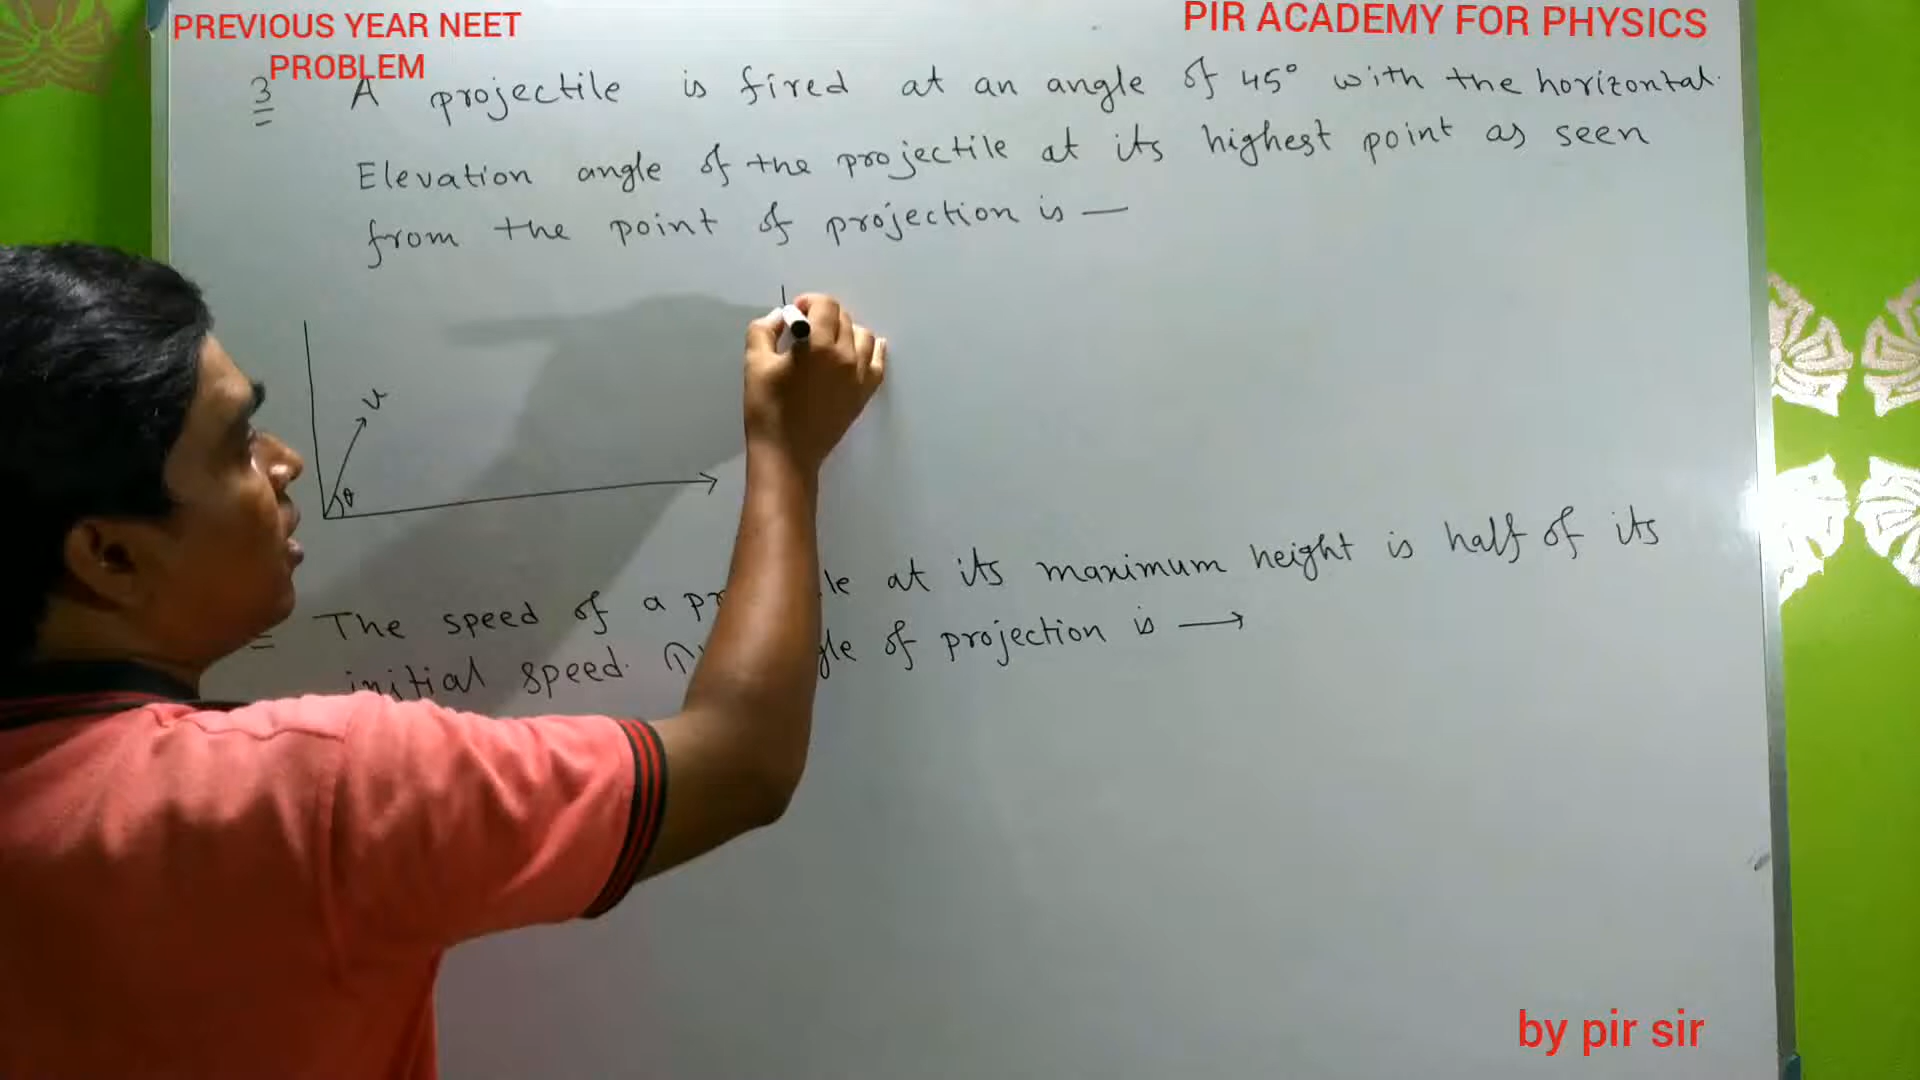 PREVIOUS YEAR NEET
PROBLEM
PIR ACADEMY FOR PHYSICS
3 A projectile is fired at an angle of 45° with the horizontal.
Elevation angle of the projectile at its highest point as seen
from the point of projection is —
v
θ
The speed of a at its maximum height is half of its
initial speed. of projection is →
by pir sir